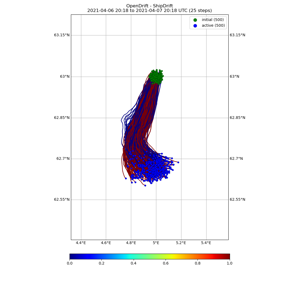 OpenDrift - ShipDrift
2021-04-06 20:18 to 2021-04-07 20:18 UTC (25 steps)
initial (500)
active (500)
63.15°N 63.15°N
63°N 63°N
62.85°N 62.85°N
62.7°N 62.7°N
62.55°N 62.55°N
4.4°E 4.6°E 4.8°E 5°E 5.2°E 5.4°E
0.0 0.2 0.4 0.6 0.8 1.0